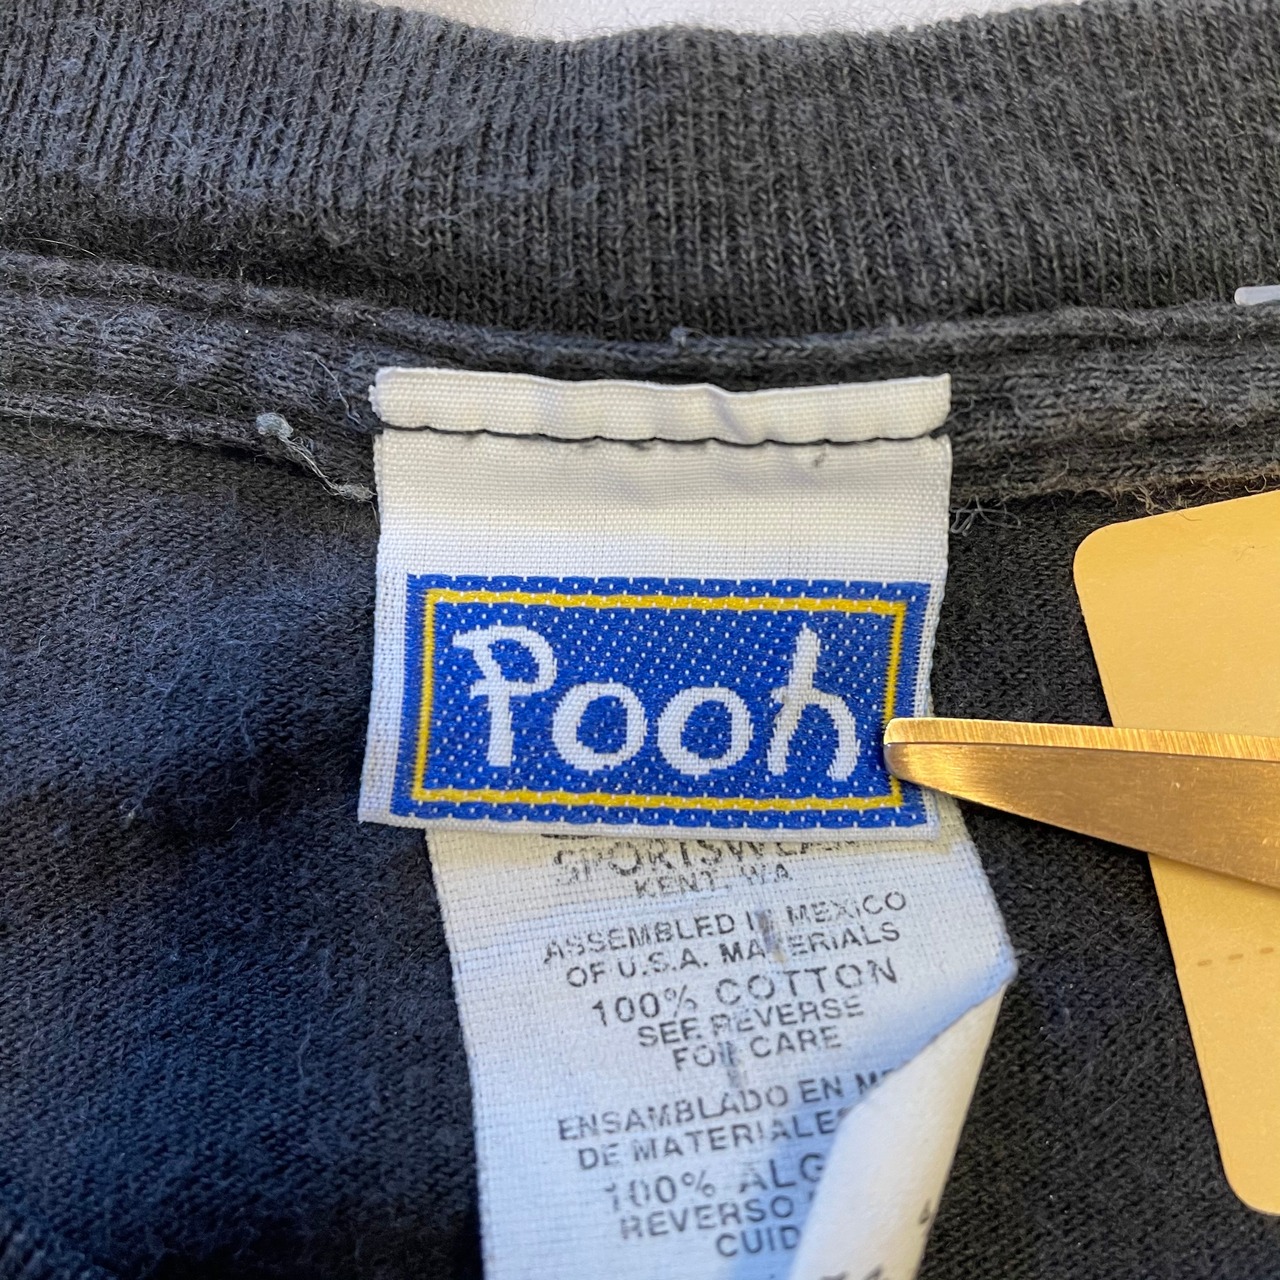 Pooh
SPORTSWEAR
KENT, WA
ASSEMBLED IN MEXICO
OF U.S.A. MATERIALS
100% COTTON
SEE REVERSE
FOR CARE
ENSAMBLADO EN
DE MATERIALES
100%
REVERSO